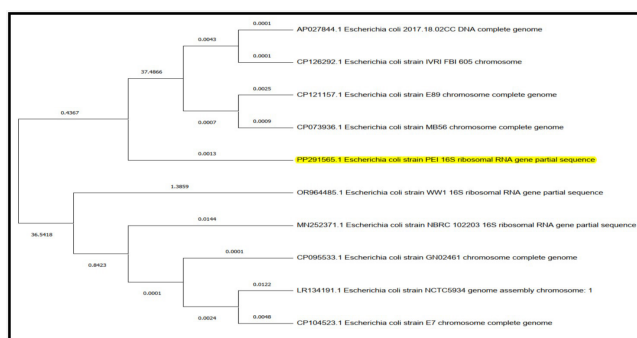 0.0001
AP027844.1 Escherichia coli 2017.18.02CC DNA complete genome
0.0043
0.0001
CP126292.1 Escherichia coli strain IVRI FBI 605 chromosome
37.4866
0.0025
CP121157.1 Escherichia coli strain E89 chromosome complete genome
0.0007
0.0009
CP073936.1 Escherichia coli strain MB56 chromosome complete genome
0.4367
0.0013
PP291565.1 Escherichia coli strain PEI 16S ribosomal RNA gene partial sequence
1.3859
OR964485.1 Escherichia coli strain WW1 16S ribosomal RNA gene partial sequence
36.5418
0.0144
MN252371.1 Escherichia coli strain NBRC 102203 16S ribosomal RNA gene partial sequence
0.8423
0.0001
CP095533.1 Escherichia coli strain GN02461 chromosome complete genome
0.0001
0.0122
LR134191.1 Escherichia coli strain NCTC5934 genome assembly chromosome: 1
0.0024
0.0048
CP104523.1 Escherichia coli strain E7 chromosome complete genome